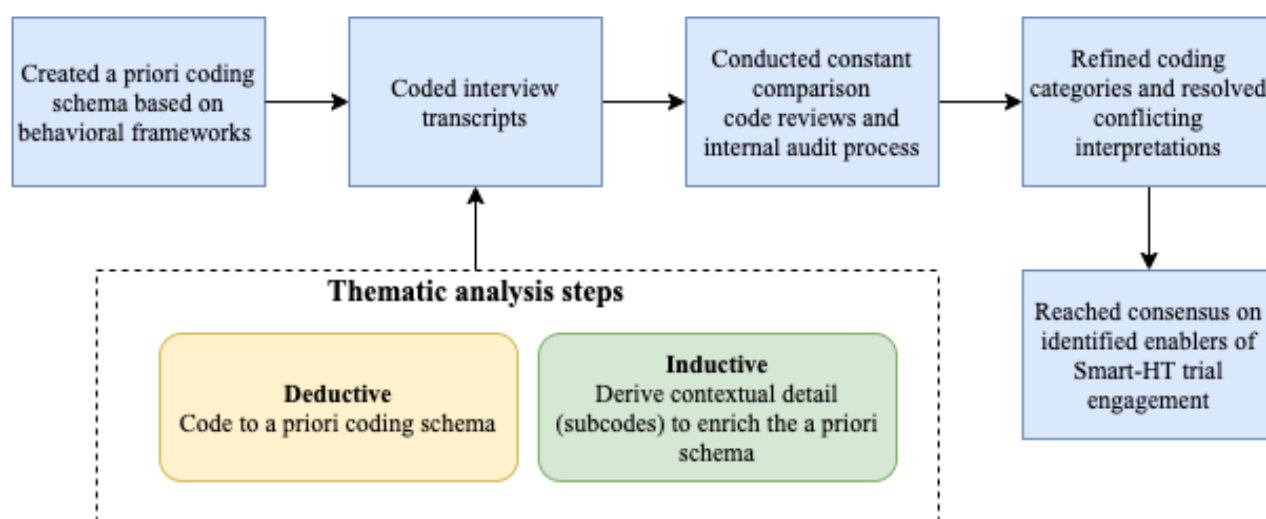 Created a priori coding
schema based on
behavioral frameworks
Coded interview
transcripts
Conducted constant
comparison
code reviews and
internal audit process
Refined coding
categories and resolved
conflicting
interpretations
Thematic analysis steps
Deductive
Code to a priori coding schema
Inductive
Derive contextual detail
(subcodes) to enrich the a priori
schema
Reached consensus on
identified enablers of
Smart-HT trial
engagement